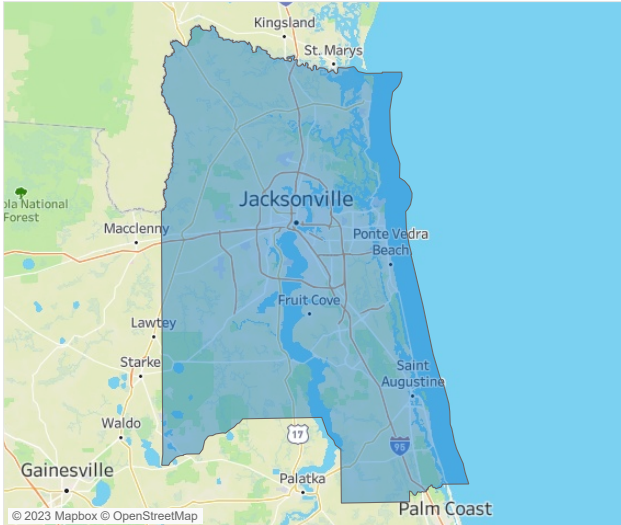 Kingsland
St. Marys
ola National
Forest
Jacksonville
Macclenny
Ponte Vedra
Beach
Fruit Cove
Lawtey
Starke
Saint
Augustine
Waldo
17
95
Gainesville
Palatka
Palm Coast
© 2023 Mapbox © OpenStreetMap